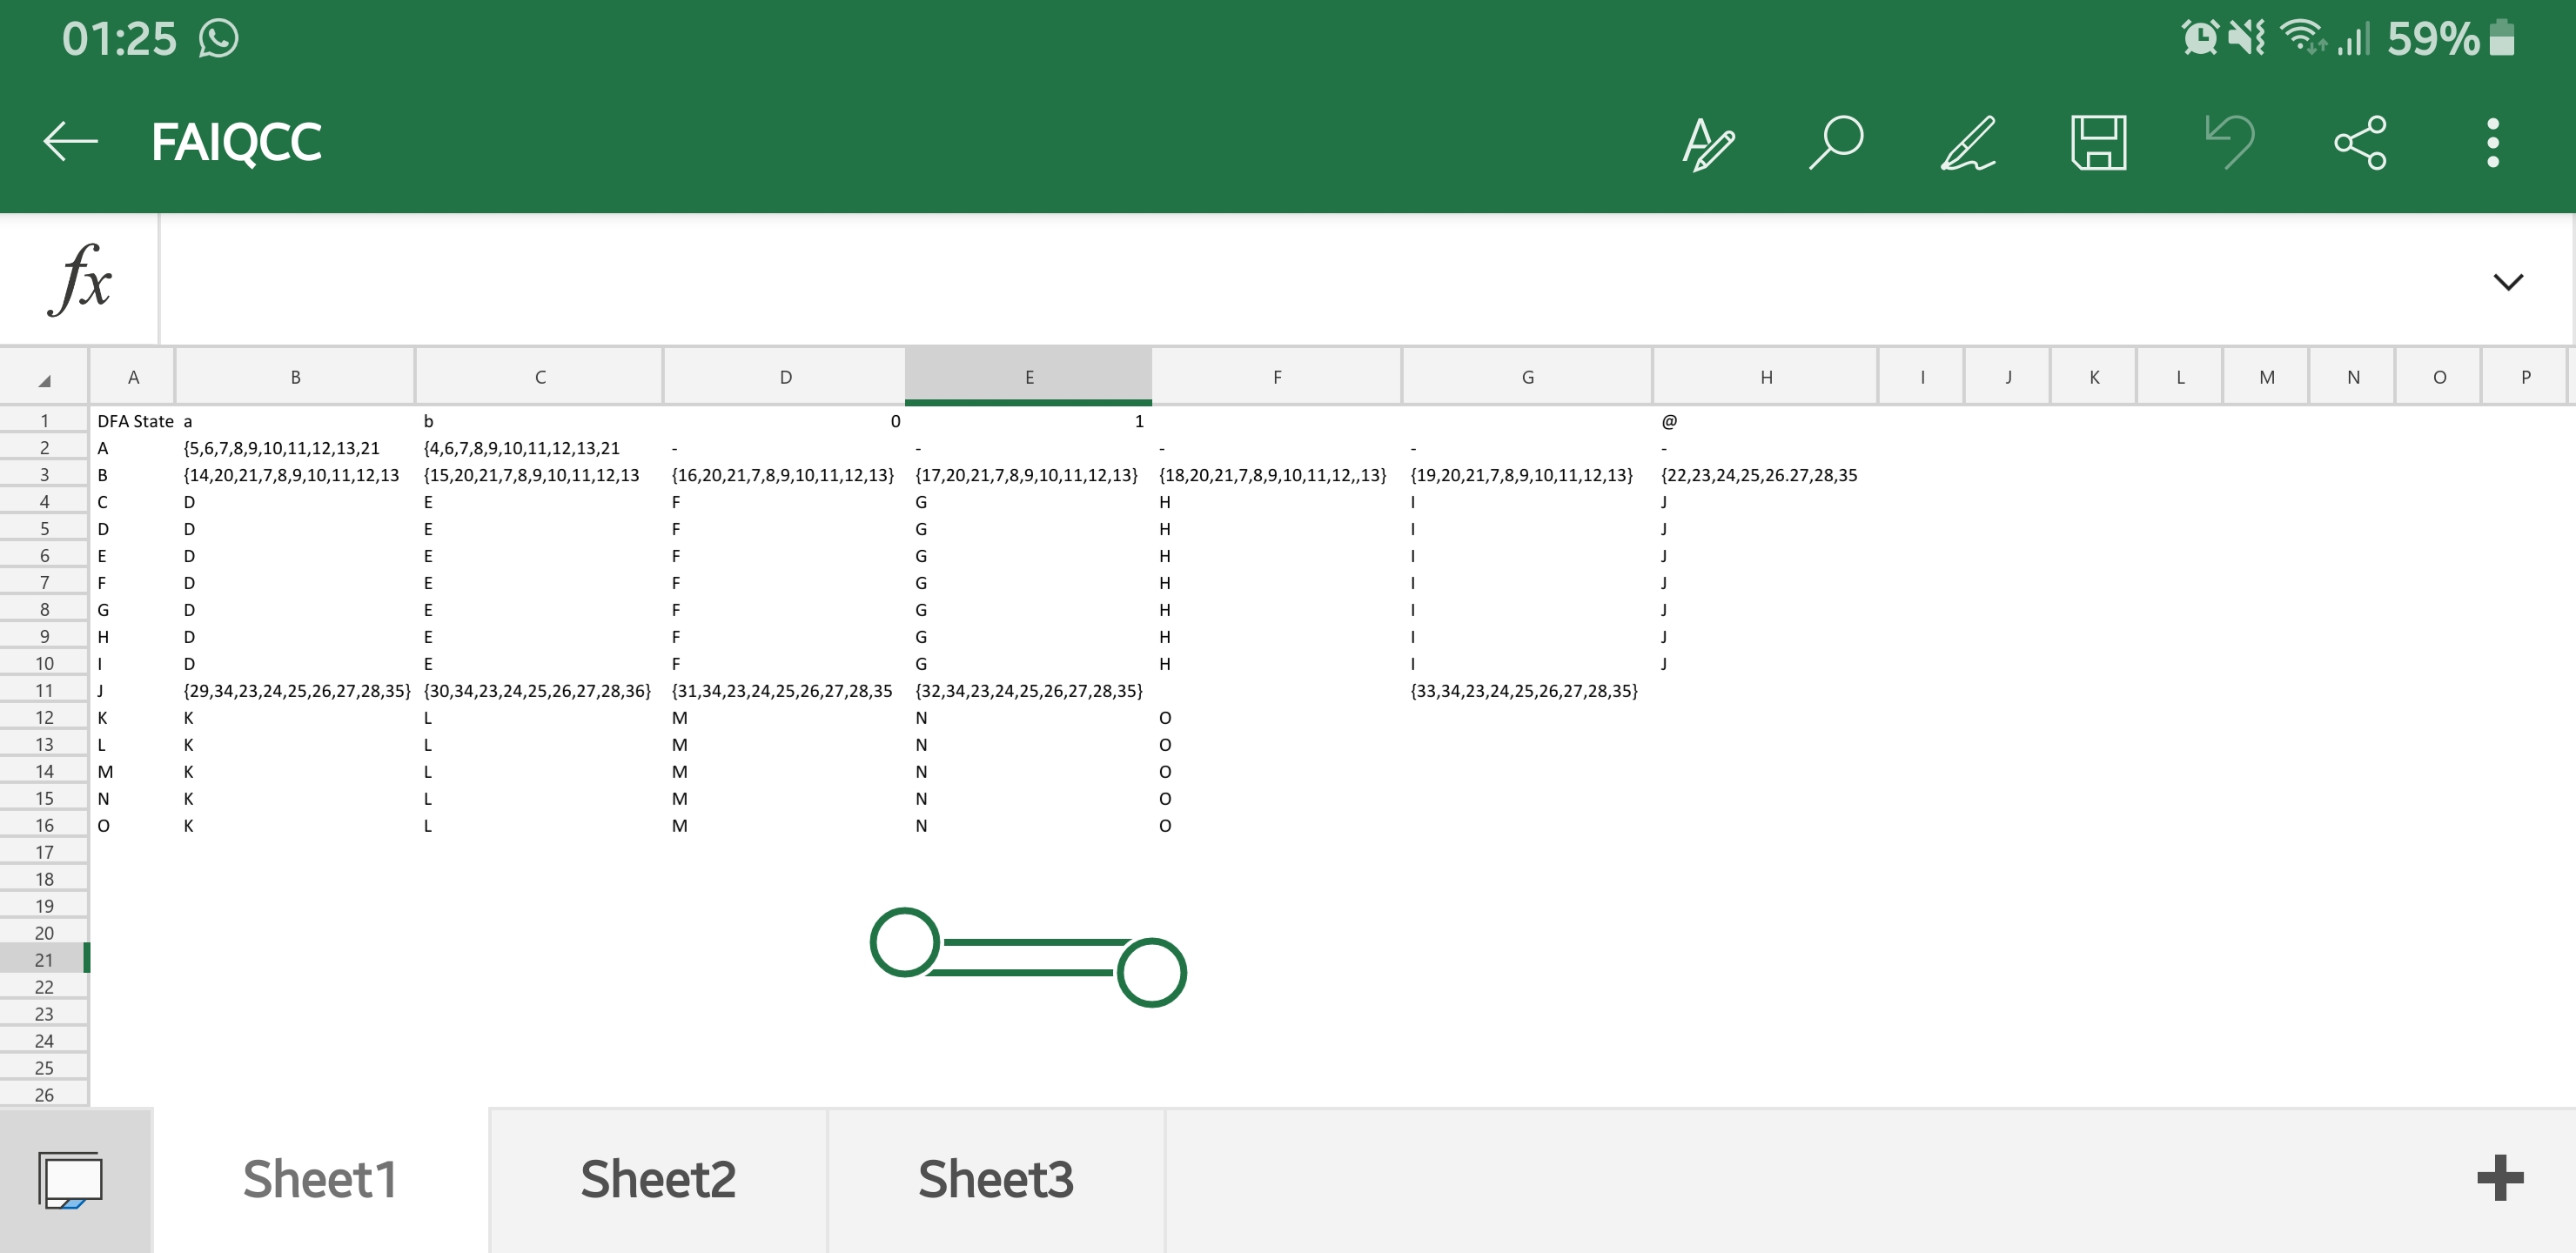 01:25 59%
FAIQCC
fx
A B C D E F G H I J K L M N O P
1 DFA State a b 0 1 @
2 A {5,6,7,8,9,10,11,12,13,21 {4,6,7,8,9,10,11,12,13,21 - - - - -
3 B {14,20,21,7,8,9,10,11,12,13 {15,20,21,7,8,9,10,11,12,13 {16,20,21,7,8,9,10,11,12,13} {17,20,21,7,8,9,10,11,12,13} {18,20,21,7,8,9,10,11,12,,13} {19,20,21,7,8,9,10,11,12,13} {22,23,24,25,26.27,28,35
4 C D E F G H I J
5 D D E F G H I J
6 E D E F G H I J
7 F D E F G H I J
8 G D E F G H I J
9 H D E F G H I J
10 I D E F G H I J
11 J {29,34,23,24,25,26,27,28,35} {30,34,23,24,25,26,27,28,36} {31,34,23,24,25,26,27,28,35 {32,34,23,24,25,26,27,28,35} {33,34,23,24,25,26,27,28,35}
12 K K L M N O
13 L K L M N O
14 M K L M N O
15 N K L M N O
16 O K L M N O
17
18
19
20
21
22
23
24
25
26
Sheet1 Sheet2 Sheet3